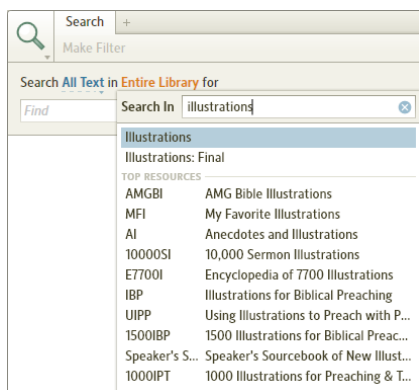 Search +
Make Filter
Search All Text in Entire Library for
Find
Search In illustrations
Illustrations
Illustrations: Final
TOP RESOURCES
AMGBI AMG Bible Illustrations
MFI My Favorite Illustrations
AI Anecdotes and Illustrations
10000SI 10,000 Sermon Illustrations
E7700I Encyclopedia of 7700 Illustrations
IBP Illustrations for Biblical Preaching
UIPP Using Illustrations to Preach with P...
1500IBP 1500 Illustrations for Biblical Preac...
Speaker's S... Speaker's Sourcebook of New Illust...
1000IPT 1000 Illustrations for Preaching & T...